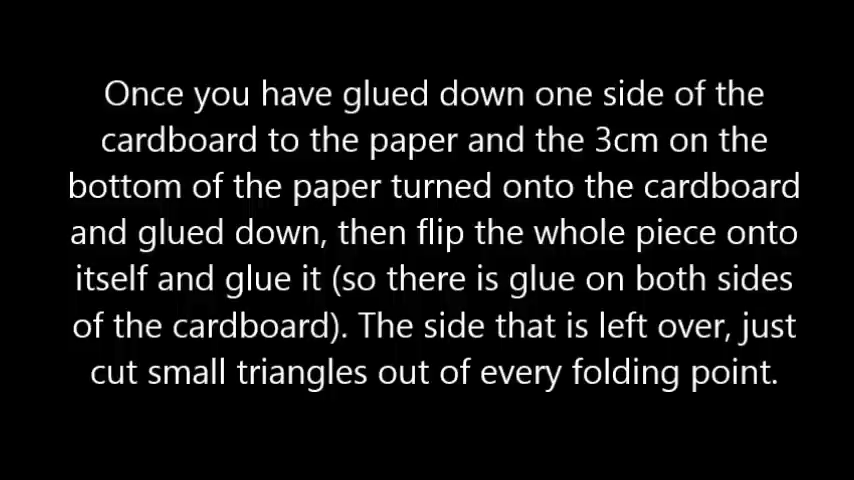 Once you have glued down one side of the
cardboard to the paper and the 3cm on the
bottom of the paper turned onto the cardboard
and glued down, then flip the whole piece onto
itself and glue it (so there is glue on both sides
of the cardboard). The side that is left over, just
cut small triangles out of every folding point.